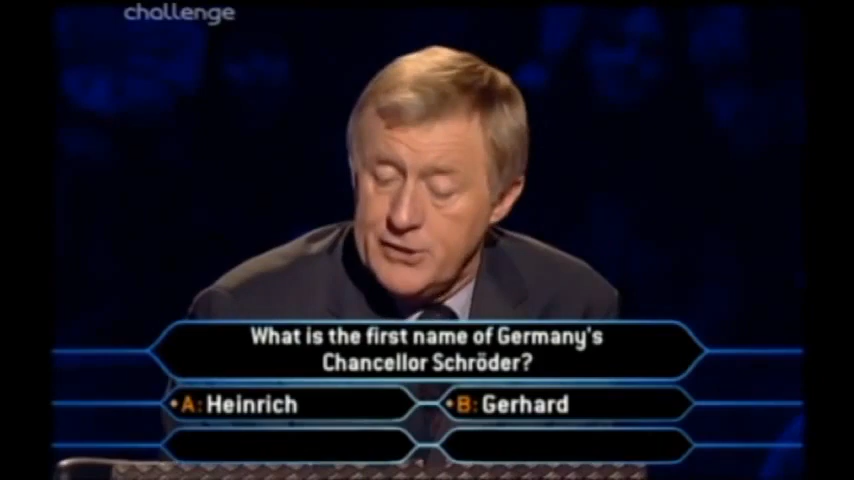 challenge
What is the first name of Germany's
Chancellor Schröder?
A: Heinrich
B: Gerhard